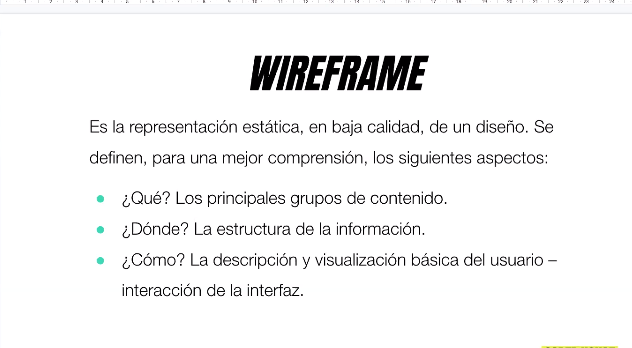 WIREFRAME
Es la representación estática, en baja calidad, de un diseño. Se
definen, para una mejor comprensión, los siguientes aspectos:
¿Qué? Los principales grupos de contenido.
¿Dónde? La estructura de la información.
¿Cómo? La descripción y visualización básica del usuario –
interacción de la interfaz.